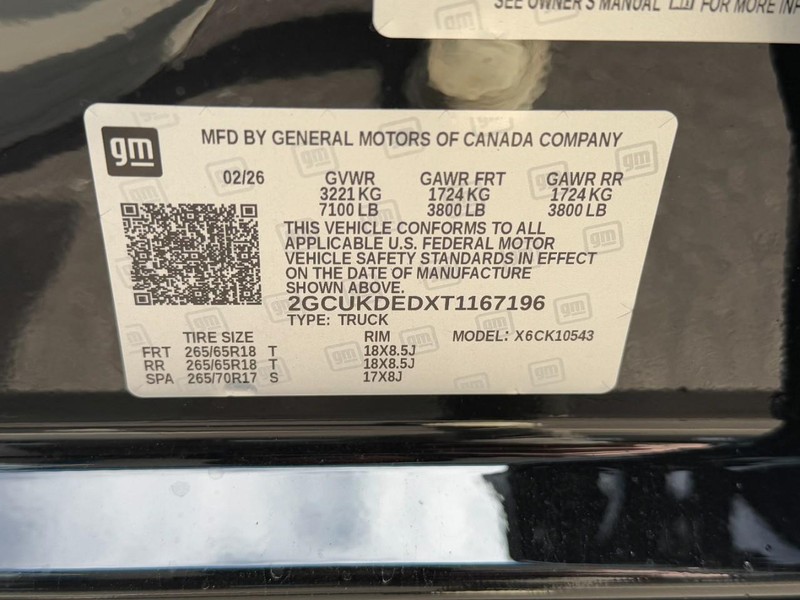 SEE OWNER'S MANUAL FOR MORE INF
gm
MFD BY GENERAL MOTORS OF CANADA COMPANY
02/26 GVWR GAWR FRT GAWR RR
3221 KG 1724 KG 1724 KG
7100 LB 3800 LB 3800 LB
THIS VEHICLE CONFORMS TO ALL
APPLICABLE U.S. FEDERAL MOTOR
VEHICLE SAFETY STANDARDS IN EFFECT
ON THE DATE OF MANUFACTURE
SHOWN ABOVE.
2GCUKDEDXT1167196
TYPE: TRUCK
TIRE SIZE RIM MODEL: X6CK10543
FRT 265/65R18 T 18X8.5J
RR 265/65R18 T 18X8.5J
SPA 265/70R17 S 17X8J